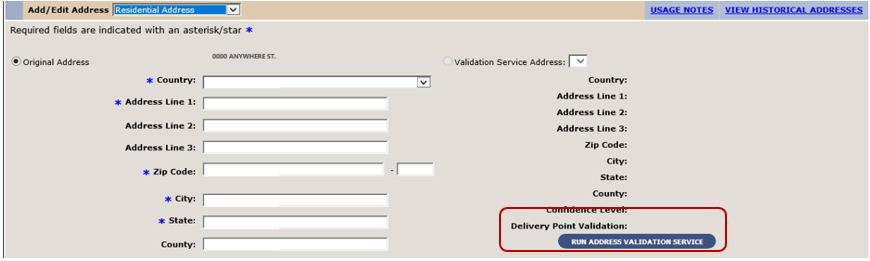 Add/Edit Address Residential Address USAGE NOTES VIEW HISTORICAL ADDRESSES
Required fields are indicated with an asterisk/star *
Original Address 0000 ANYWHERE ST. Validation Service Address:
* Country: Country:
* Address Line 1: Address Line 1:
Address Line 2: Address Line 2:
Address Line 3: Address Line 3:
* Zip Code: - Zip Code:
* City: City:
* State: State:
County: County:
Confidence Level:
Delivery Point Validation:
RUN ADDRESS VALIDATION SERVICE